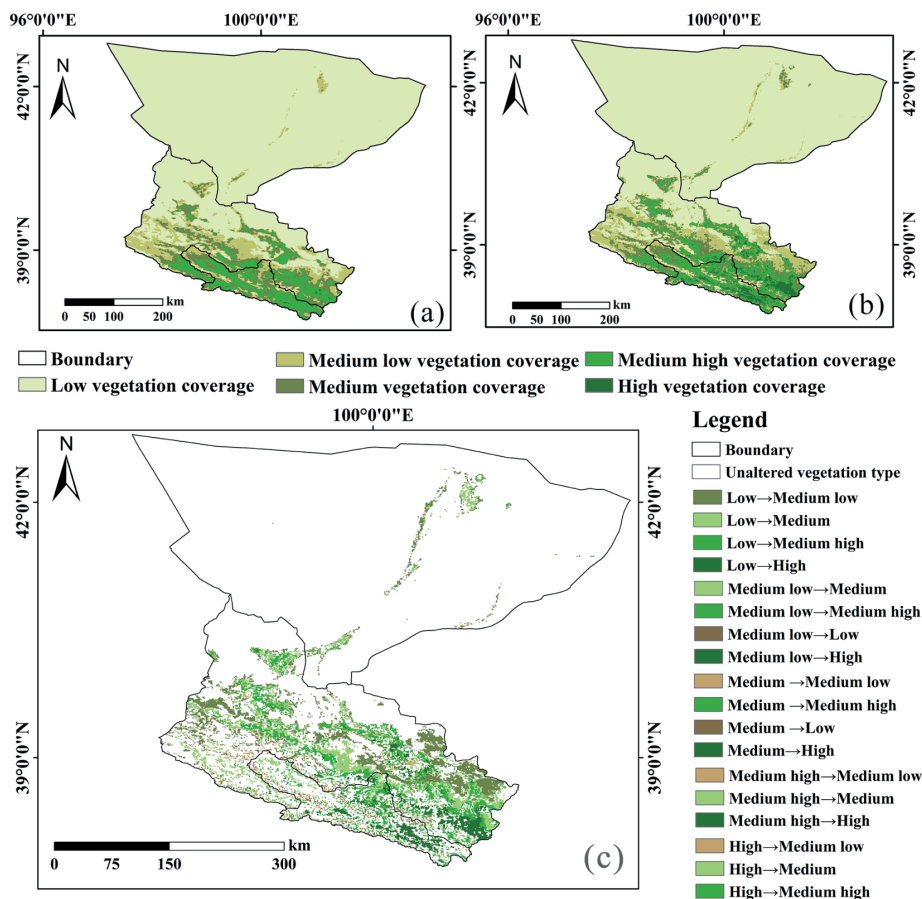 96°0'0"E 100°0'0"E 96°0'0"E 100°0'0"E
N N
42°0'0"N 42°0'0"N
39°0'0"N 39°0'0"N
km km
0 50 100 200 0 50 100 200
(a) (b)
Boundary Medium low vegetation coverage Medium high vegetation coverage
Low vegetation coverage Medium vegetation coverage High vegetation coverage
100°0'0"E
N
42°0'0"N 42°0'0"N
39°0'0"N 39°0'0"N
km
0 75 150 300
(c)
Legend
Boundary
Unaltered vegetation type
Low→Medium low
Low→Medium
Low→Medium high
Low→High
Medium low→Medium
Medium low→Medium high
Medium low→Low
Medium low→High
Medium →Medium low
Medium →Medium high
Medium →Low
Medium→High
Medium high→Medium low
Medium high→Medium
Medium high→High
High→Medium low
High→Medium
High→Medium high